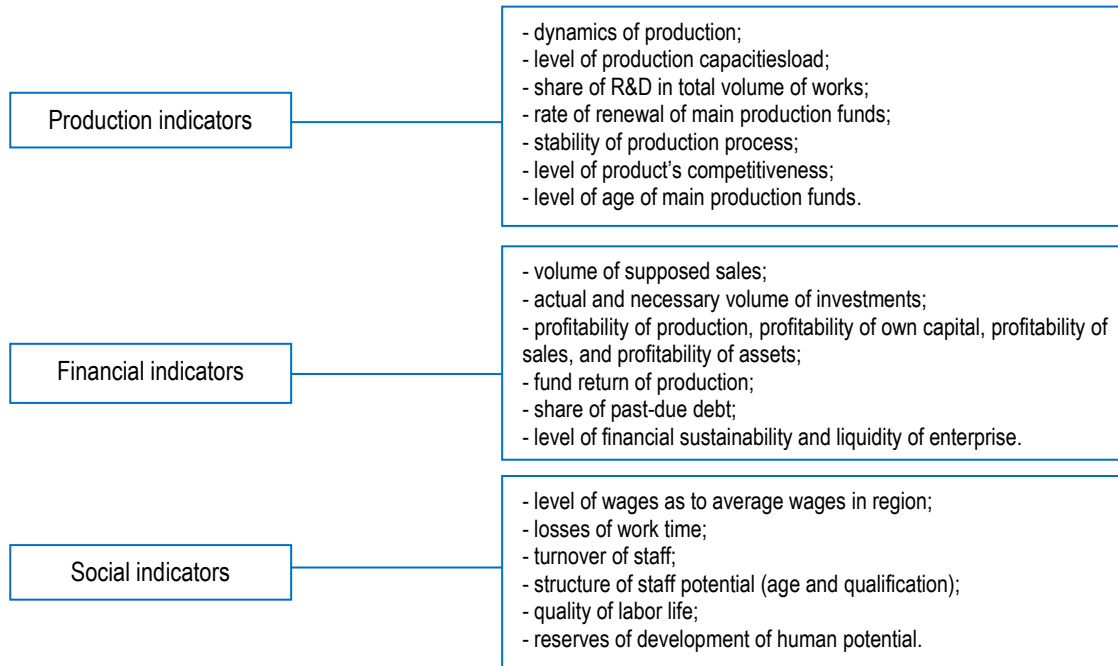 Production indicators
- dynamics of production;
- level of production capacitiesload;
- share of R&D in total volume of works;
- rate of renewal of main production funds;
- stability of production process;
- level of product's competitiveness;
- level of age of main production funds.
Financial indicators
- volume of supposed sales;
- actual and necessary volume of investments;
- profitability of production, profitability of own capital, profitability of
sales, and profitability of assets;
- fund return of production;
- share of past-due debt;
- level of financial sustainability and liquidity of enterprise.
Social indicators
- level of wages as to average wages in region;
- losses of work time;
- turnover of staff;
- structure of staff potential (age and qualification);
- quality of labor life;
- reserves of development of human potential.